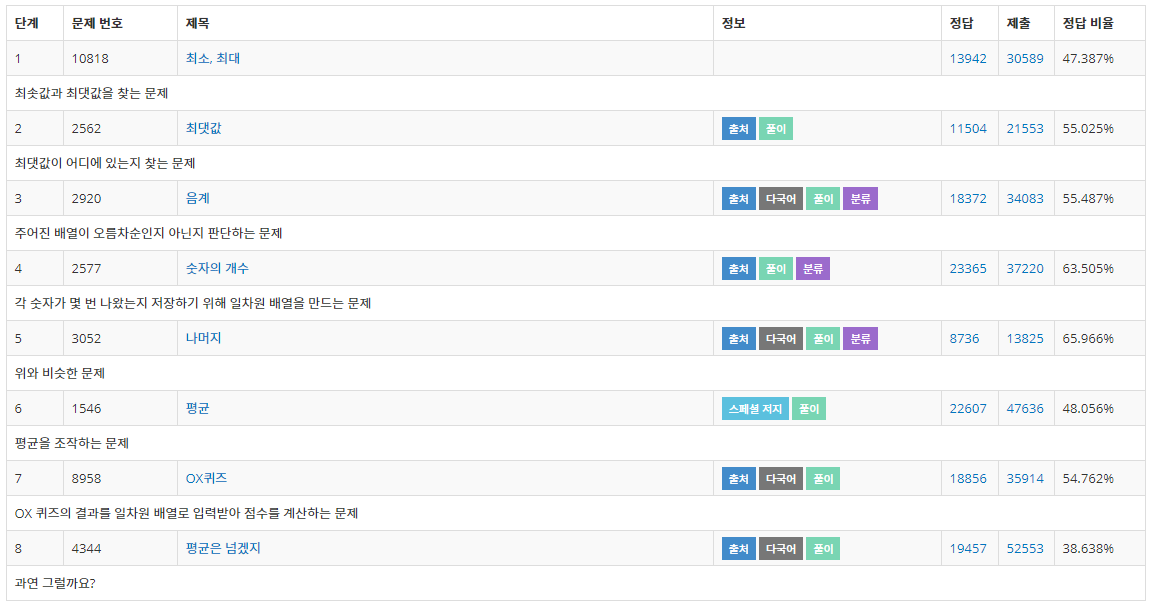 단계 문제 번호 제목 정보 정답 제출 정답 비율
1 10818 최소, 최대 13942 30589 47.387%
최솟값과 최댓값을 찾는 문제
2 2562 최댓값 출처 풀이 11504 21553 55.025%
최댓값이 어디에 있는지 찾는 문제
3 2920 음계 출처 다국어 풀이 분류 18372 34083 55.487%
주어진 배열이 오름차순인지 아닌지 판단하는 문제
4 2577 숫자의 개수 출처 풀이 분류 23365 37220 63.505%
각 숫자가 몇 번 나왔는지 저장하기 위해 일차원 배열을 만드는 문제
5 3052 나머지 출처 다국어 풀이 분류 8736 13825 65.966%
위와 비슷한 문제
6 1546 평균 스페셜 저지 풀이 22607 47636 48.056%
평균을 조작하는 문제
7 8958 OX퀴즈 출처 다국어 풀이 18856 35914 54.762%
OX 퀴즈의 결과를 일차원 배열로 입력받아 점수를 계산하는 문제
8 4344 평균은 넘겠지 출처 다국어 풀이 19457 52553 38.638%
과연 그럴까요?